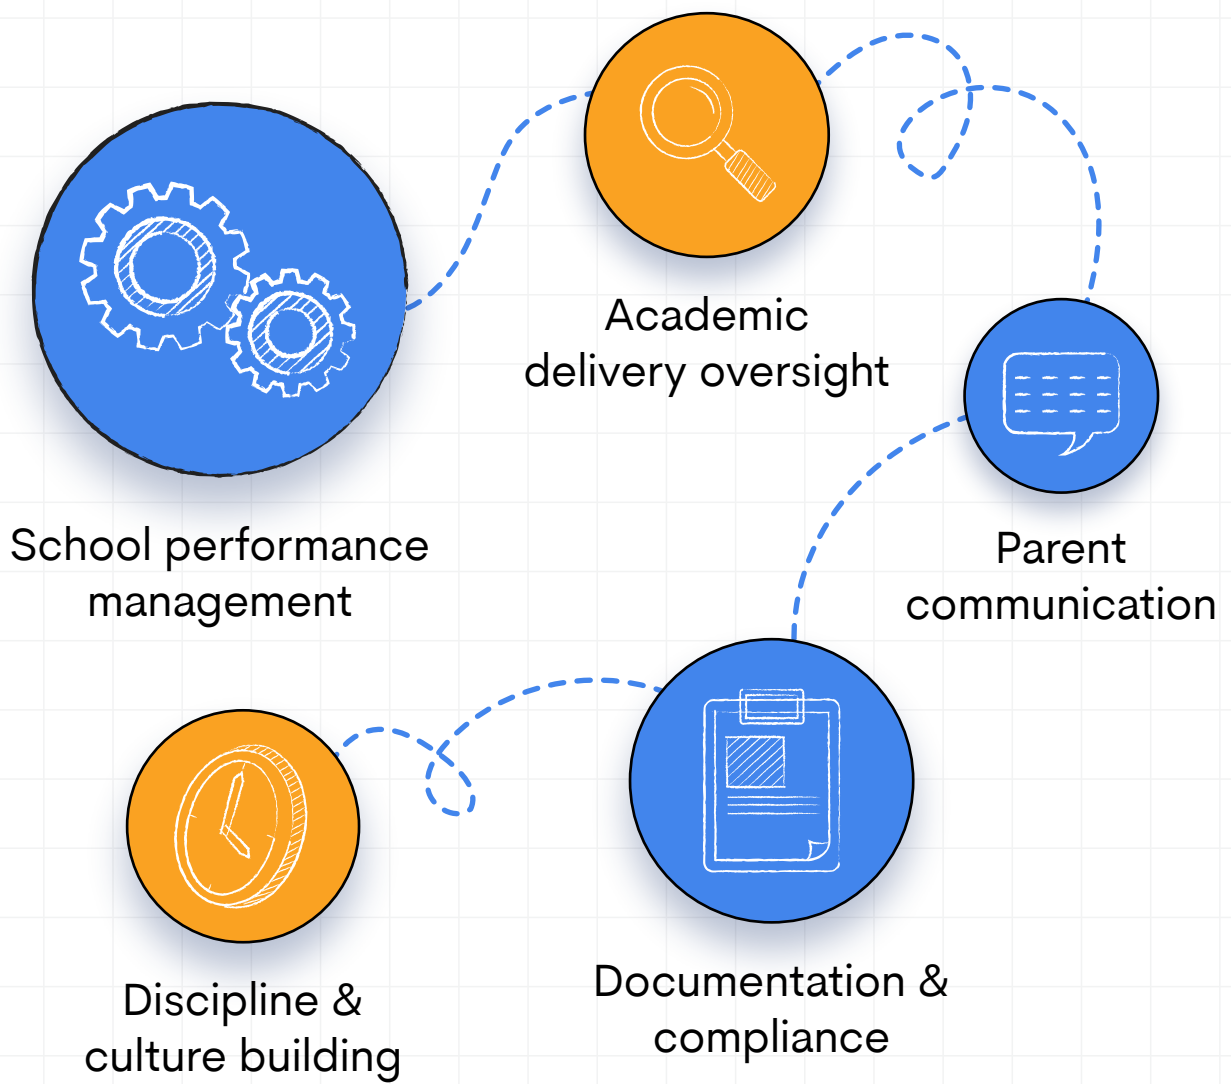 School performance
management
Academic
delivery oversight
Parent
communication
Documentation &
compliance
Discipline &
culture building